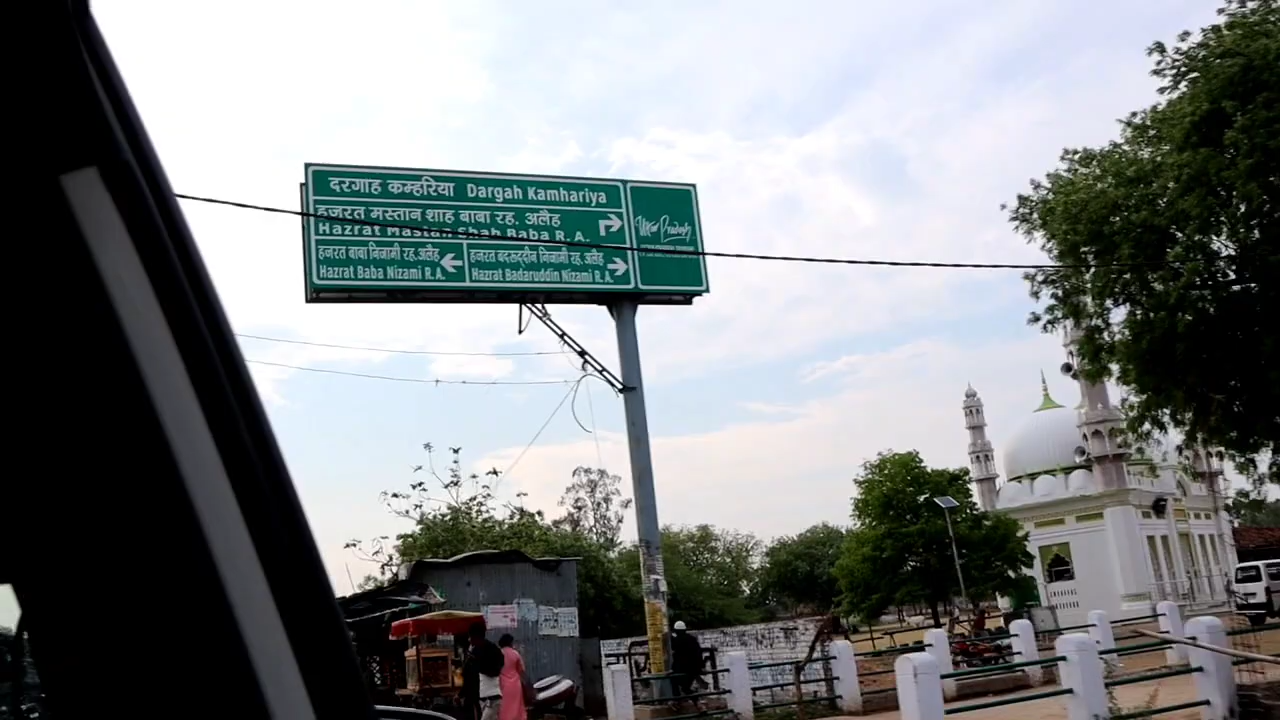 दरगाह कम्हरिया Dargah Kamhariya
हजरत मस्तान शाह बाबा रह. अलैह
Hazrat Mastan Shah Baba R.A.
हजरत बाबा निजामी रह.अलैह
Hazrat Baba Nizami R.A.
हजरत बदरूद्दीन निजामी रह.अलैह
Hazrat Badaruddin Nizami R.A.
Uttar Pradesh